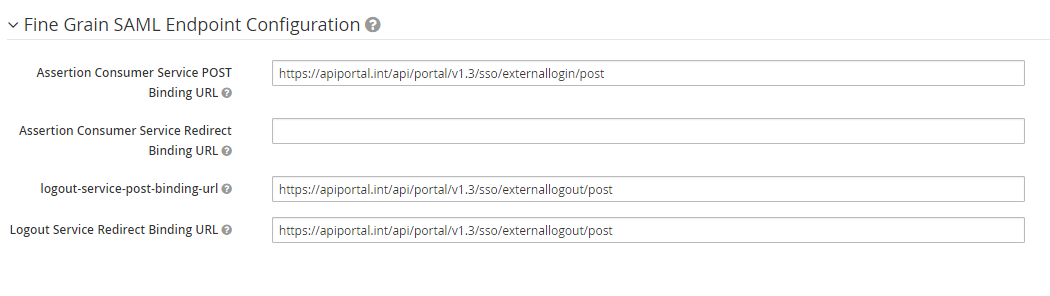 Fine Grain SAML Endpoint Configuration
Assertion Consumer Service POST
Binding URL
https://apiportal.int/api/portal/v1.3/sso/externallogin/post
Assertion Consumer Service Redirect
Binding URL
logout-service-post-binding-url
https://apiportal.int/api/portal/v1.3/sso/externallogout/post
Logout Service Redirect Binding URL
https://apiportal.int/api/portal/v1.3/sso/externallogout/post